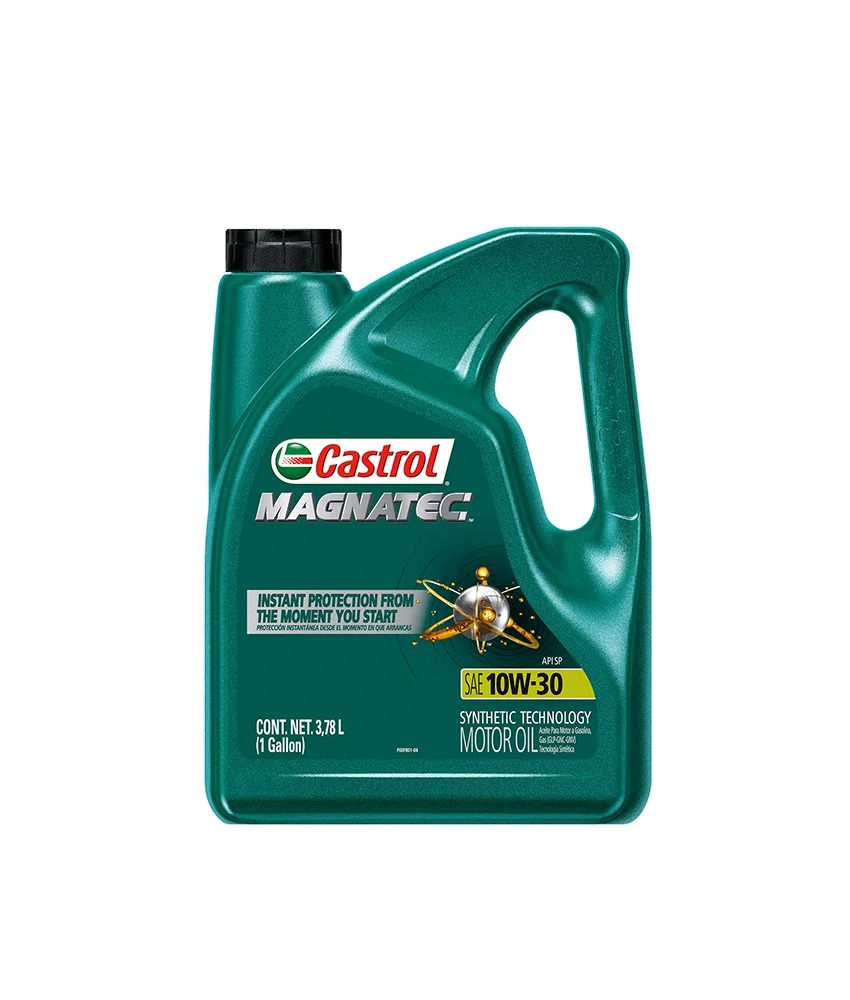 Castrol®
MAGNATEC™
INSTANT PROTECTION FROM
THE MOMENT YOU START
PROTECCIÓN INSTANTÁNEA DESDE EL MOMENTO EN QUE ARRANCAS
API SP
SAE 10W-30
SYNTHETIC TECHNOLOGY
MOTOR OIL
Aceite Para Motor a Gasolina,
Gas (GLP-GNC-GNV)
Tecnología Sintética
CONT. NET. 3,78 L
(1 Gallon)